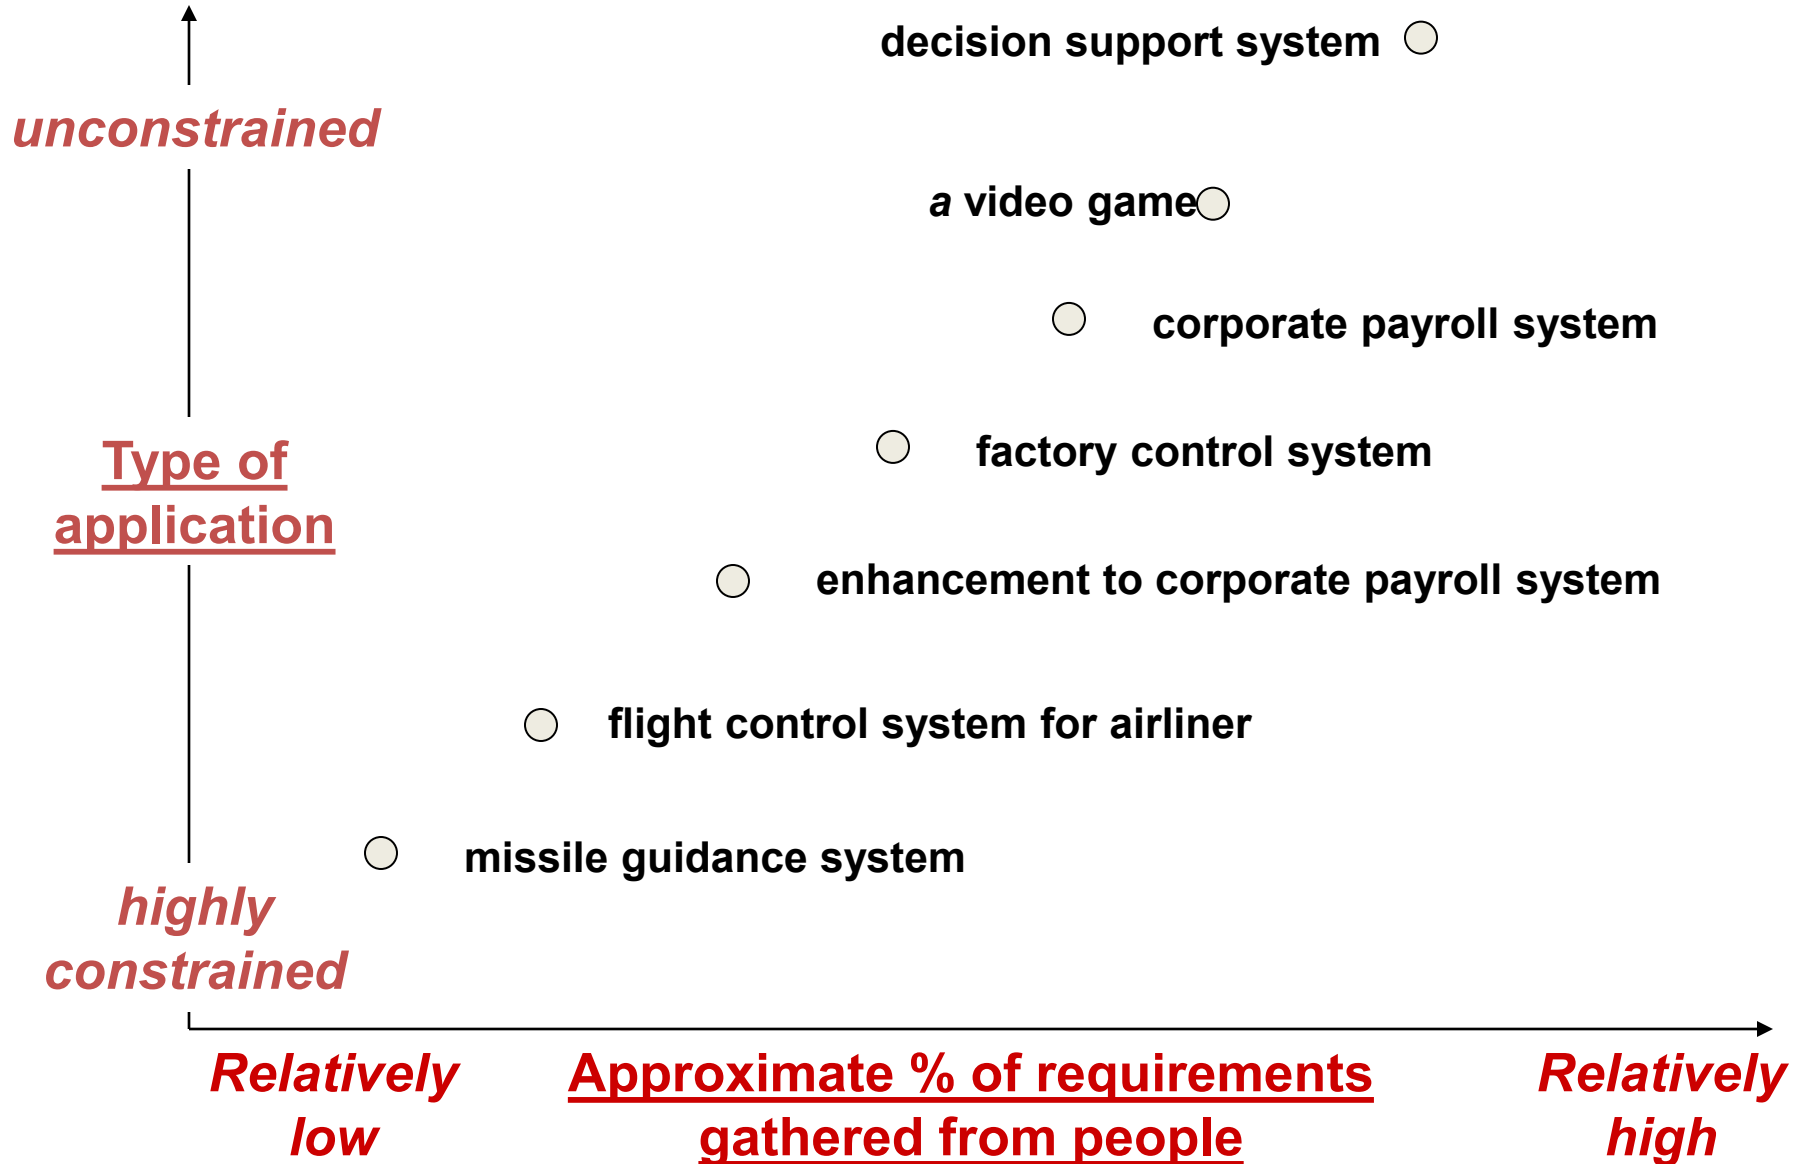 decision support system
unconstrained
a video game
corporate payroll system
Type of
application
factory control system
enhancement to corporate payroll system
flight control system for airliner
missile guidance system
highly
constrained
Relatively
low
Approximate % of requirements
gathered from people
Relatively
high